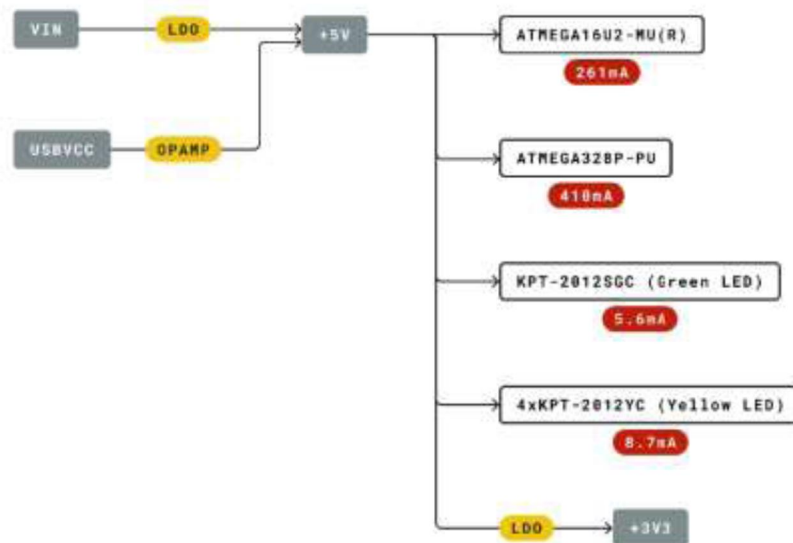 VIN
LDO
+5V
ATMEGA16U2-MU(R)
261mA
USBVCC
OPAMP
ATMEGA328P-PU
410mA
KPT-2012SGC (Green LED)
5.6mA
4xKPT-2012YC (Yellow LED)
8.7mA
LDO
+3V3